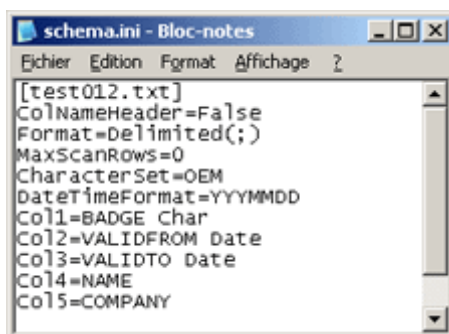 schema.ini - Bloc-notes
Fichier Edition Format Affichage ?
[test012.txt]
ColNameHeader=False
Format=Delimited(;)
MaxScanRows=0
CharacterSet=OEM
DateTimeFormat=YYYMMDD
Col1=BADGE Char
Col2=VALIDFROM Date
Col3=VALIDTO Date
Col4=NAME
Col5=COMPANY